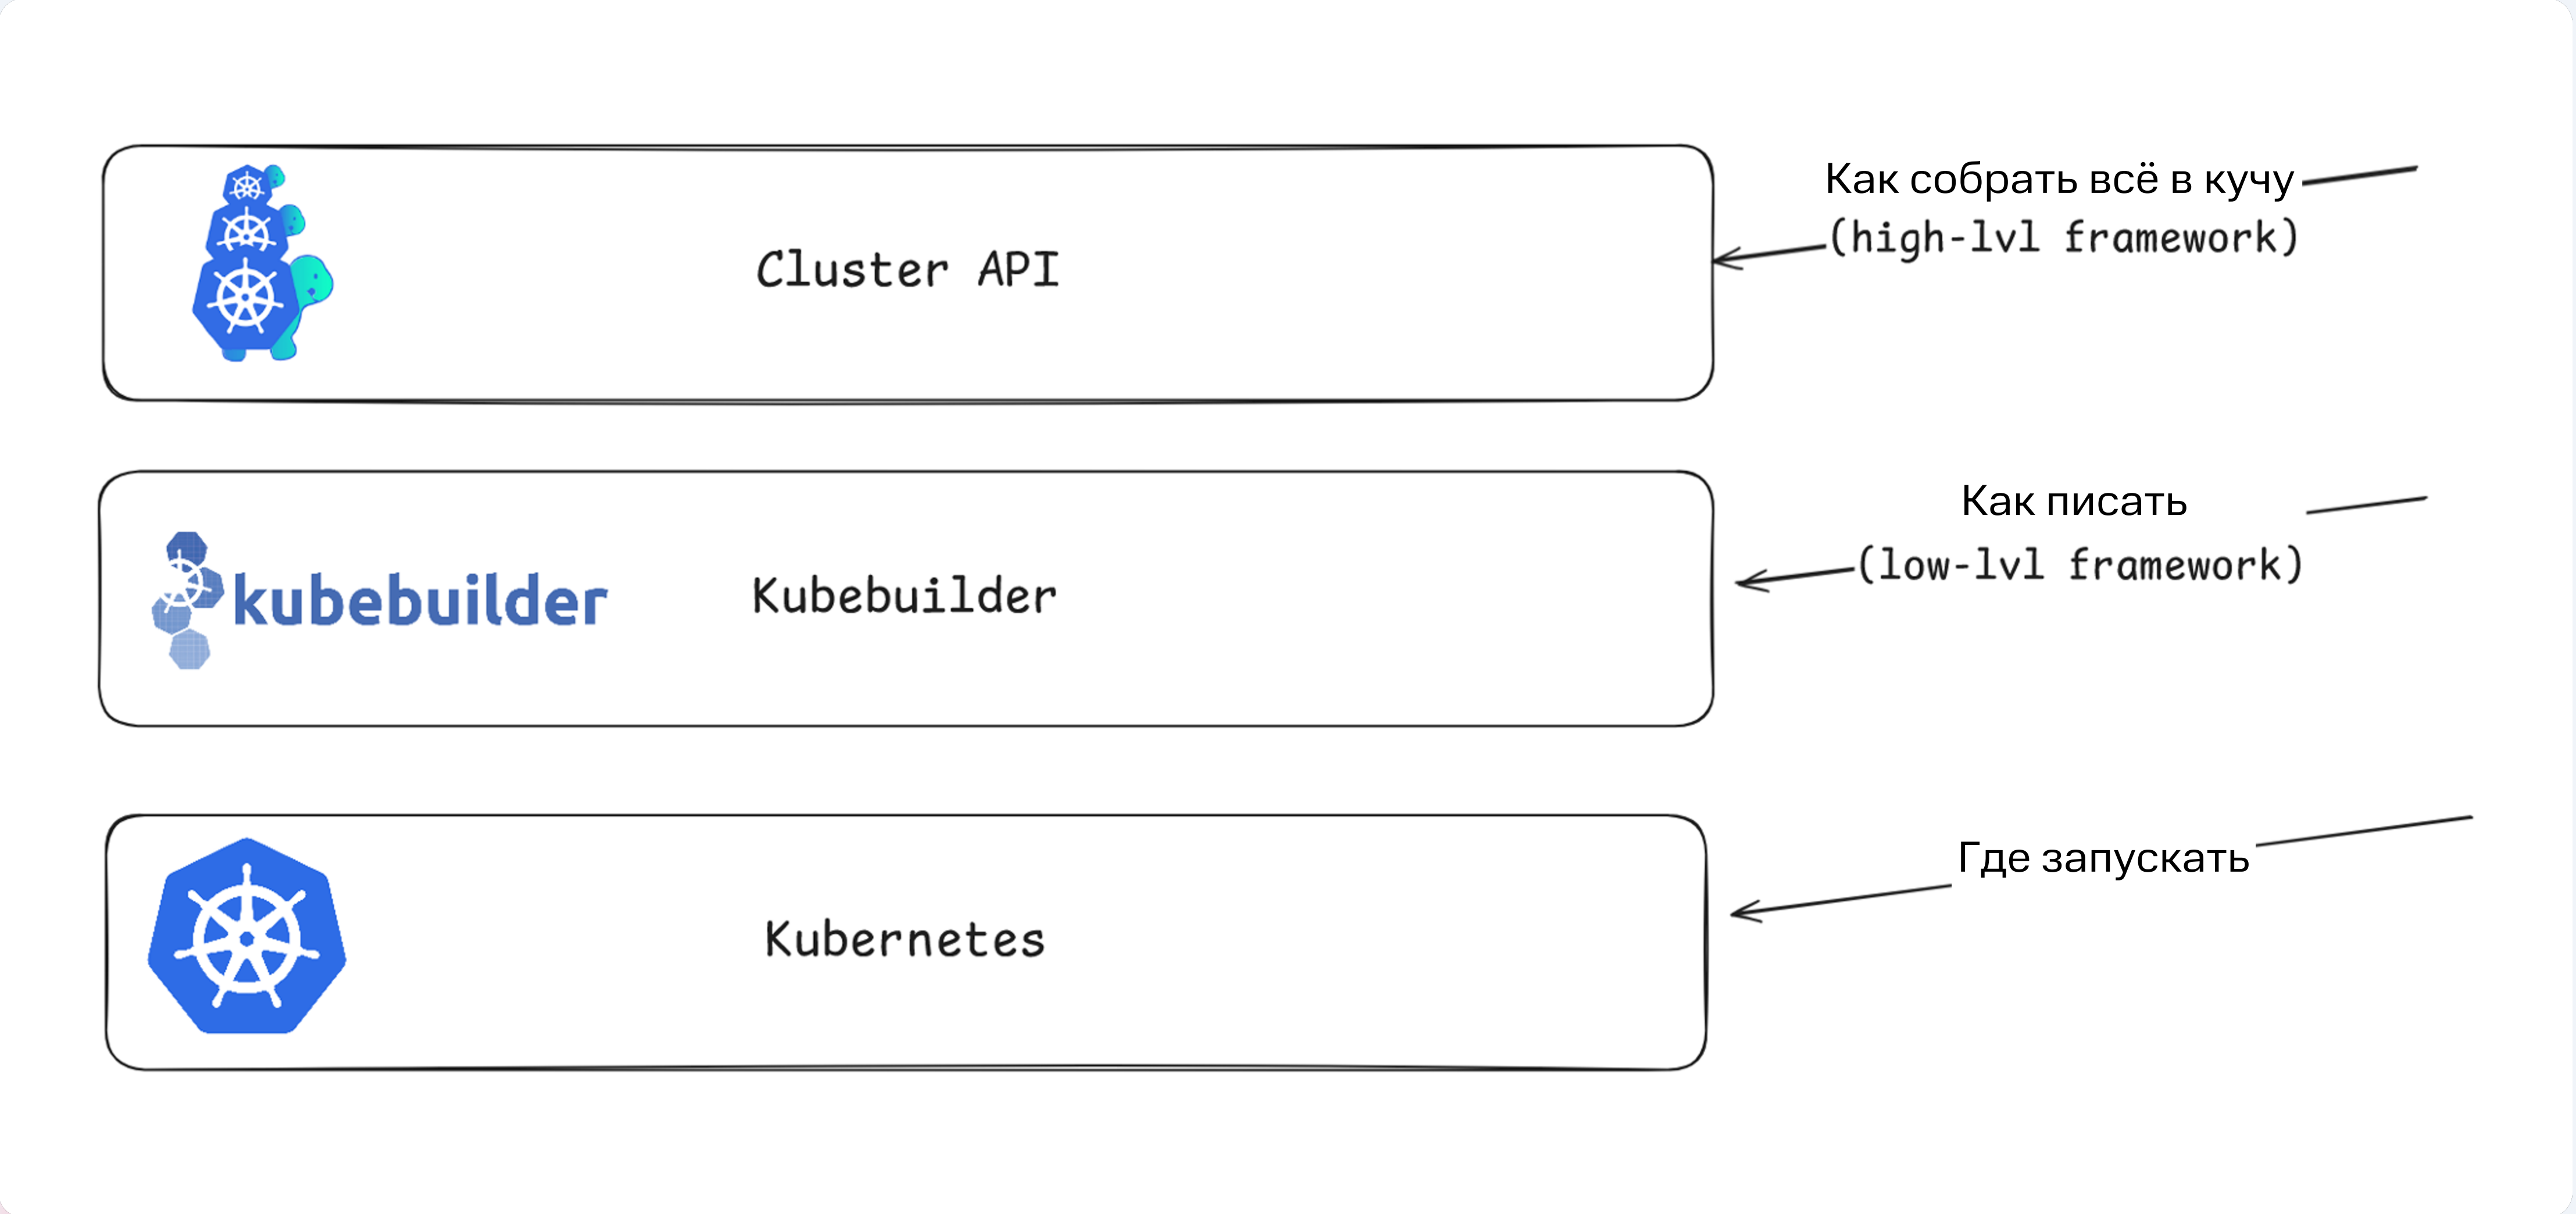 Cluster API
Как собрать всё в кучу
(high-lvl framework)
kubebuilder
Kubebuilder
Как писать
(low-lvl framework)
Kubernetes
Где запускать